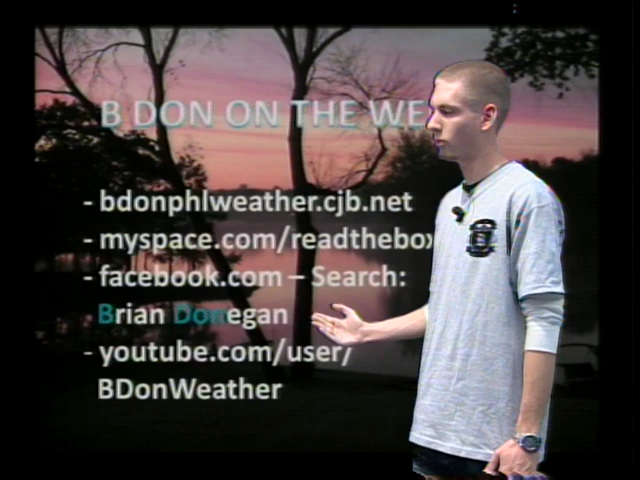 B DON ON THE WE
- bdonphlweather.cjb.net
- myspace.com/readthebox
- facebook.com – Search:
Brian Donegan
- youtube.com/user/
BDonWeather